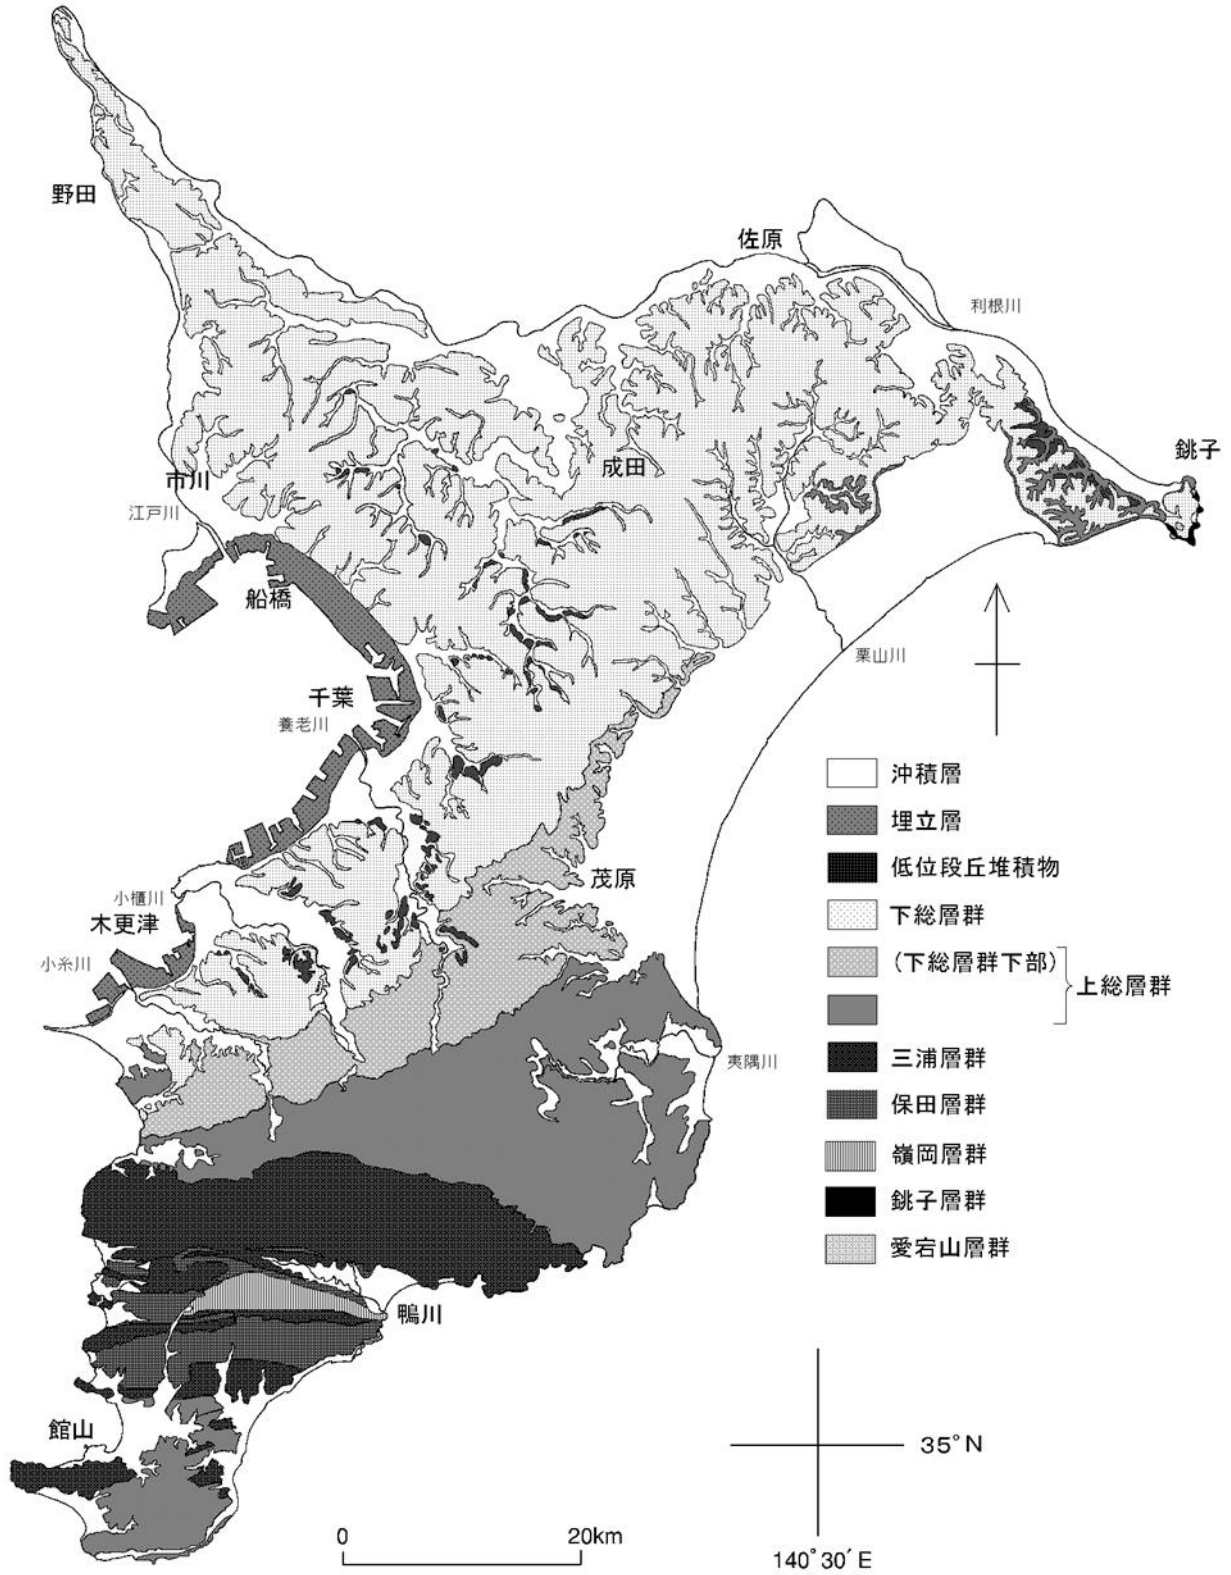 野田
佐原
利根川
銚子
成田
市川
江戸川
船橋
栗山川
千葉
養老川
茂原
小櫃川
木更津
小糸川
夷隅川
鴨川
館山
沖積層
埋立層
低位段丘堆積物
下総層群
(下総層群下部)
上総層群
三浦層群
保田層群
嶺岡層群
銚子層群
愛宕山層群
35°N
140°30′E
0 20km